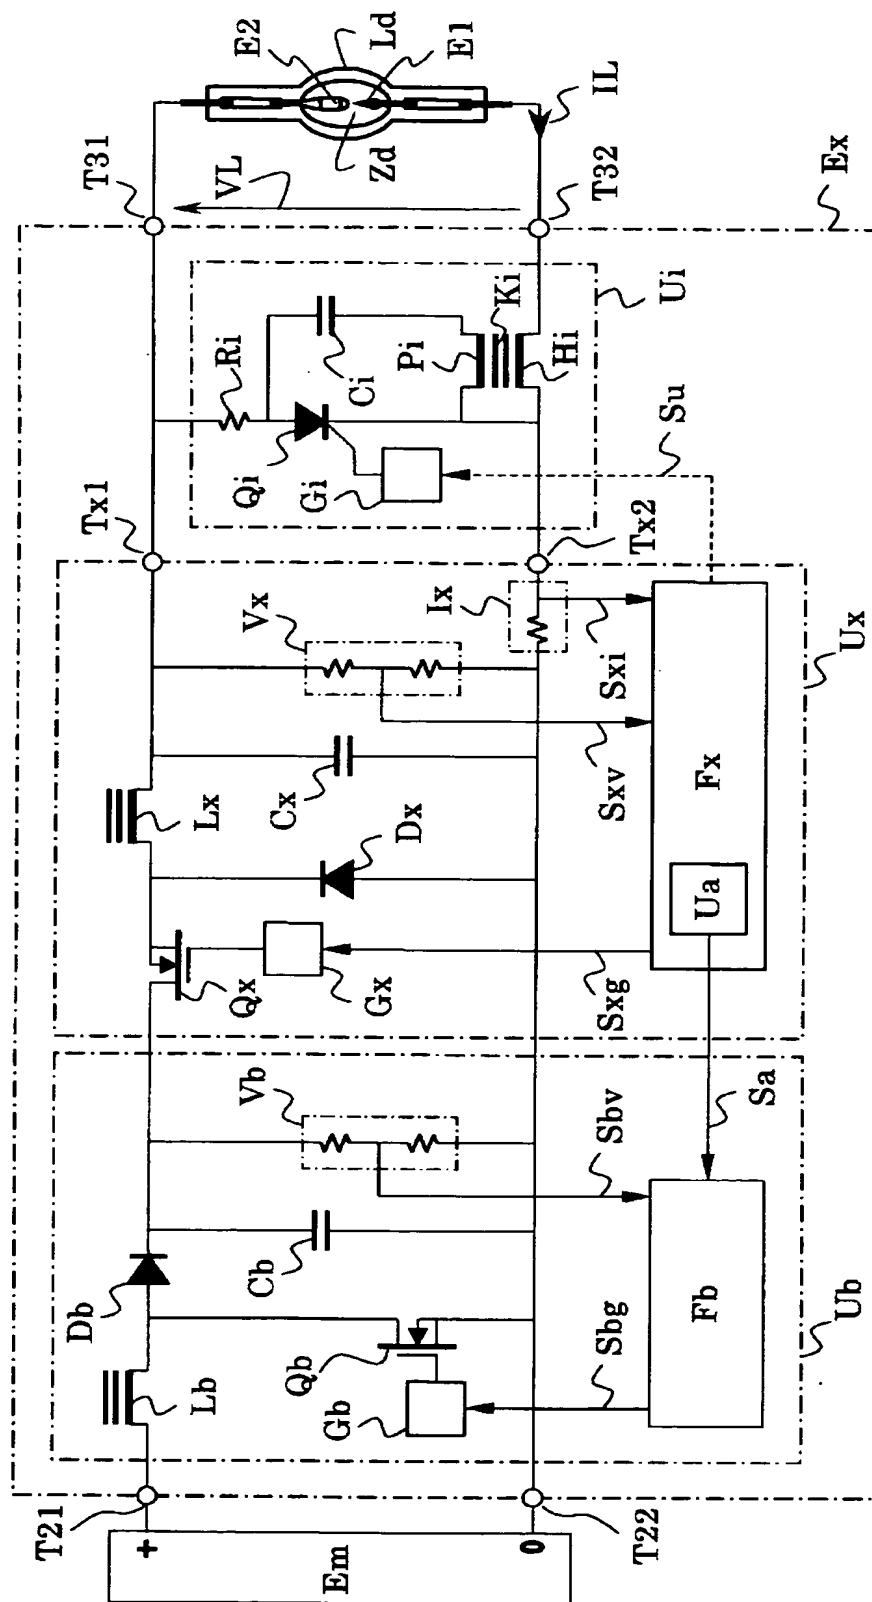 Em
+
0
T21
T22
Lb
Db
Qb
Gb
Cb
Vb
Sbg
Sbv
Fb
Ub
Sa
Qx
Gx
Sxg
Dx
Lx
Cx
Vx
Ix
Sxv
Sxi
Ua
Fx
Ux
Tx1
Tx2
Su
Ri
Qi
Gi
Ci
Pi
Ki
Hi
Ui
T31
T32
VL
IL
Zd
E2
Ld
E1
Ex